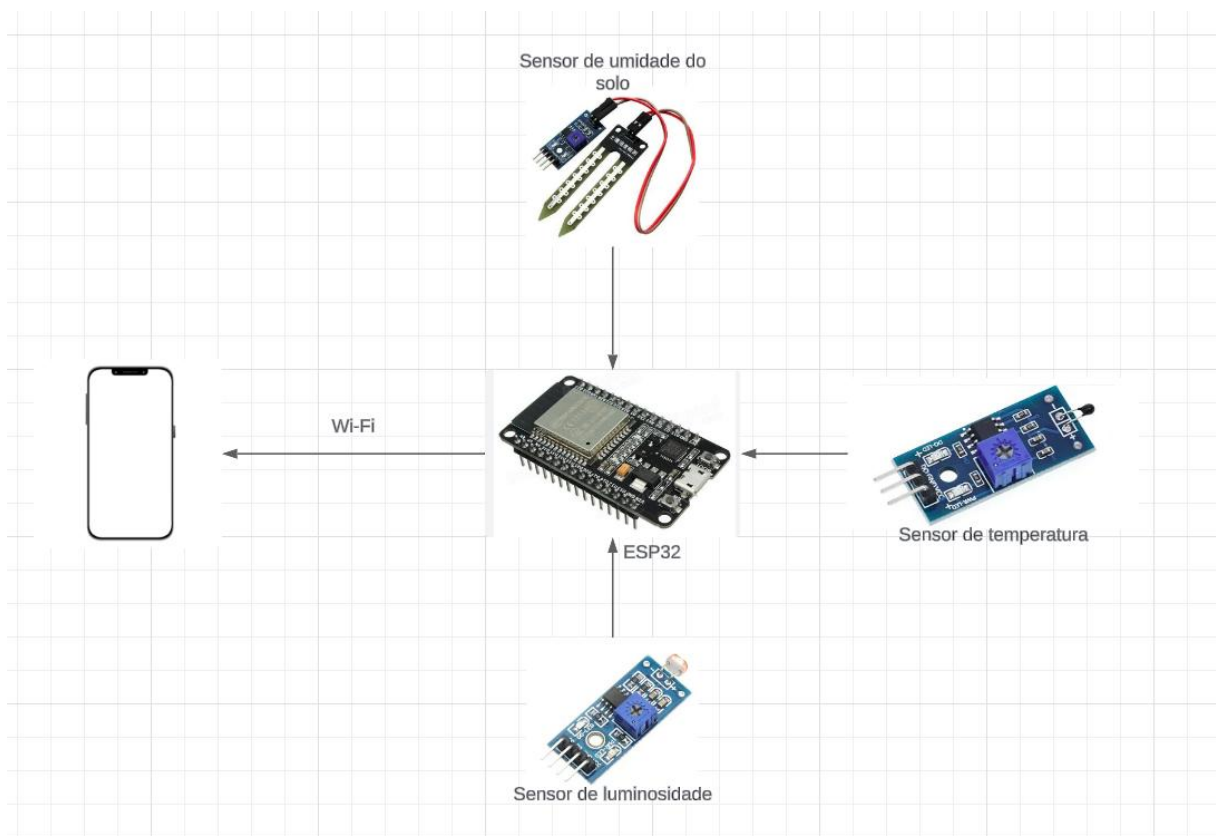 Sensor de umidade do
solo
Wi-Fi
ESP32
Sensor de temperatura
Sensor de luminosidade